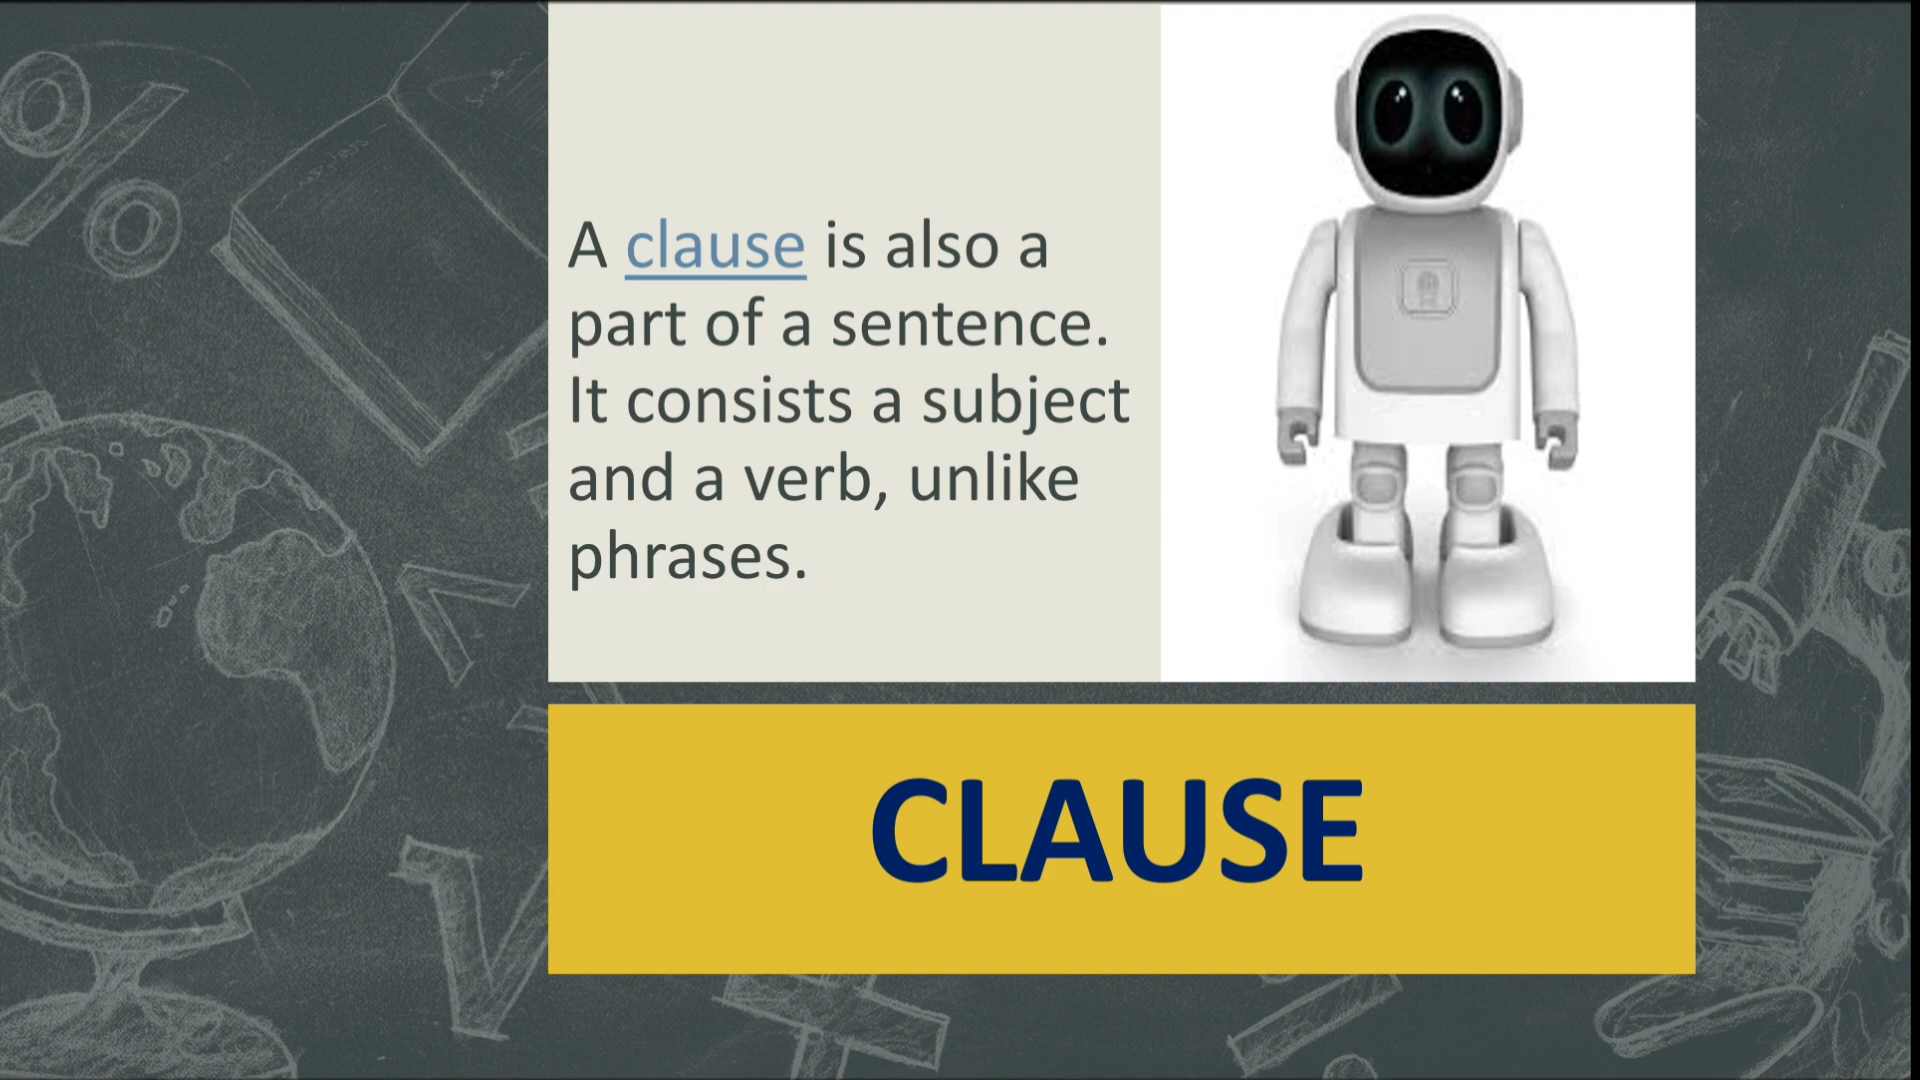 A clause is also a
part of a sentence.
It consists a subject
and a verb, unlike
phrases.
CLAUSE